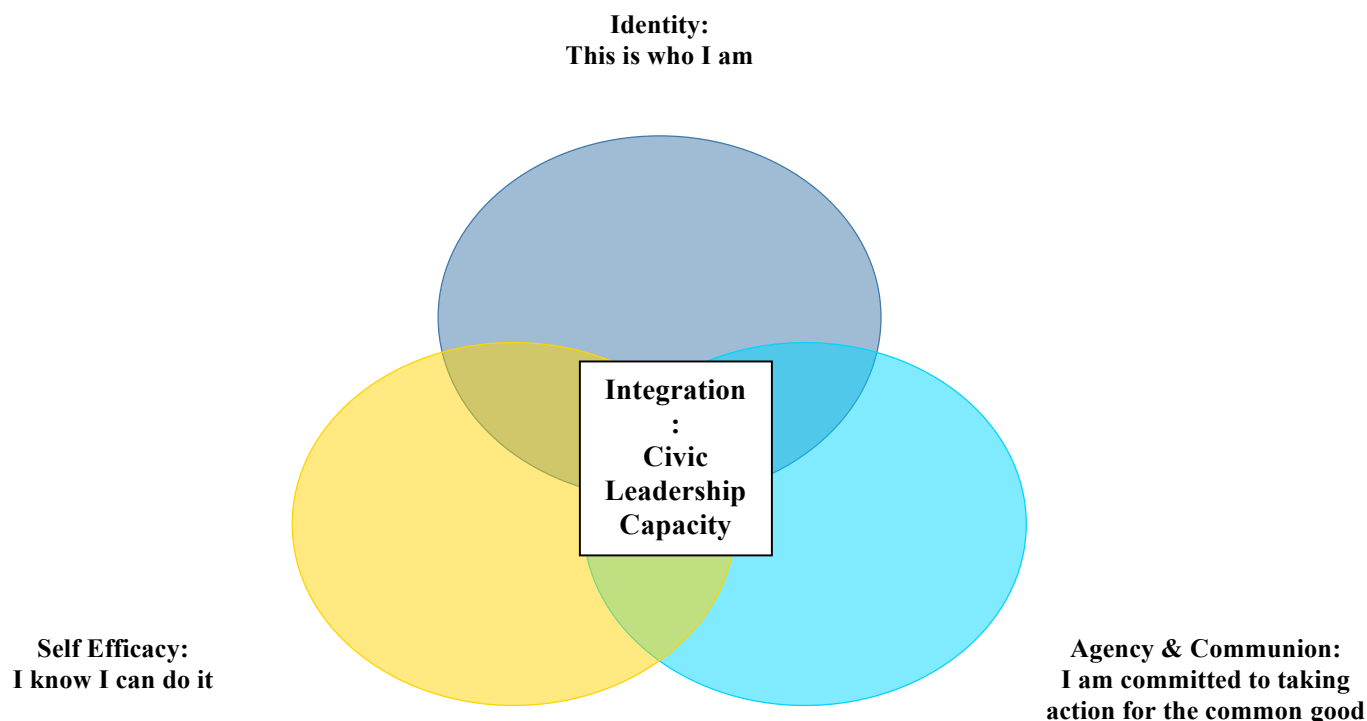 Identity:
This is who I am
Integration
:
Civic
Leadership
Capacity
Self Efficacy:
I know I can do it
Agency & Communion:
I am committed to taking
action for the common good